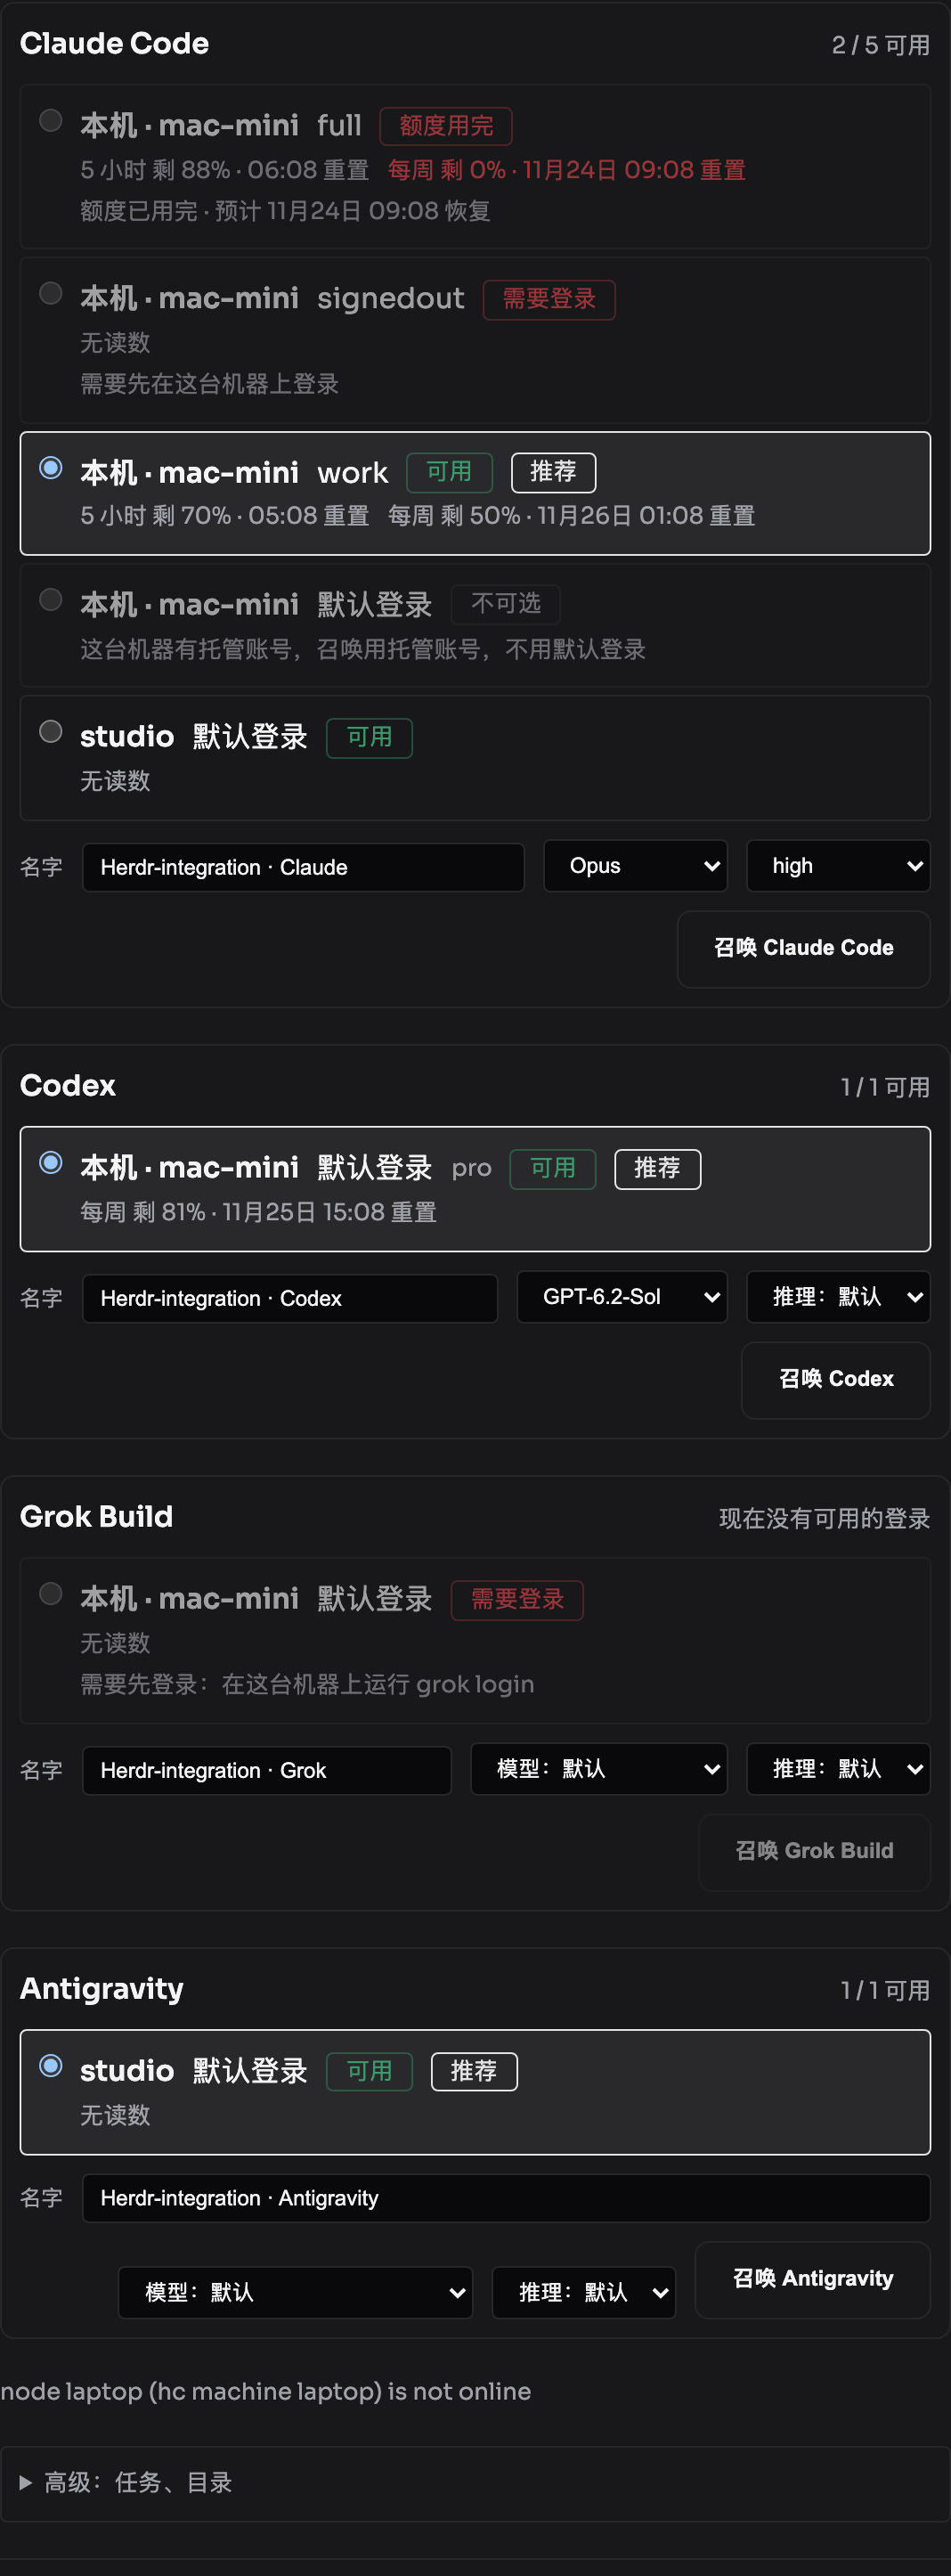 Claude Code 2 / 5 可用
本机 · mac-mini full 额度用完
5 小时 剩 88% · 06:08 重置 每周 剩 0% · 11月24日 09:08 重置
额度已用完 · 预计 11月24日 09:08 恢复
本机 · mac-mini signedout 需要登录
无读数
需要先在这台机器上登录
本机 · mac-mini work 可用 推荐
5 小时 剩 70% · 05:08 重置 每周 剩 50% · 11月26日 01:08 重置
本机 · mac-mini 默认登录 不可选
这台机器有托管账号，召唤用托管账号，不用默认登录
studio 默认登录 可用
无读数
名字 Herdr-integration · Claude Opus high
召唤 Claude Code
Codex 1 / 1 可用
本机 · mac-mini 默认登录 pro 可用 推荐
每周 剩 81% · 11月25日 15:08 重置
名字 Herdr-integration · Codex GPT-6.2-Sol 推理：默认
召唤 Codex
Grok Build 现在没有可用的登录
本机 · mac-mini 默认登录 需要登录
无读数
需要先登录：在这台机器上运行 grok login
名字 Herdr-integration · Grok 模型：默认 推理：默认
召唤 Grok Build
Antigravity 1 / 1 可用
studio 默认登录 可用 推荐
无读数
名字 Herdr-integration · Antigravity
模型：默认 推理：默认 召唤 Antigravity
node laptop (hc machine laptop) is not online
▶ 高级：任务、目录